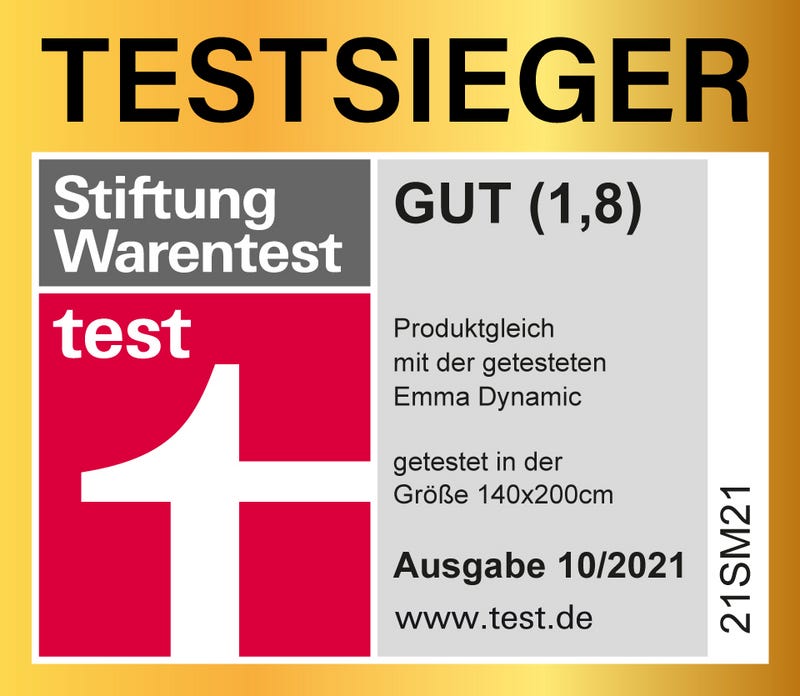 TESTSIEGER
Stiftung
Warentest
test
GUT (1,8)
Produktgleich
mit der getesteten
Emma Dynamic
getestet in der
Größe 140x200cm
Ausgabe 10/2021
www.test.de
21SM21